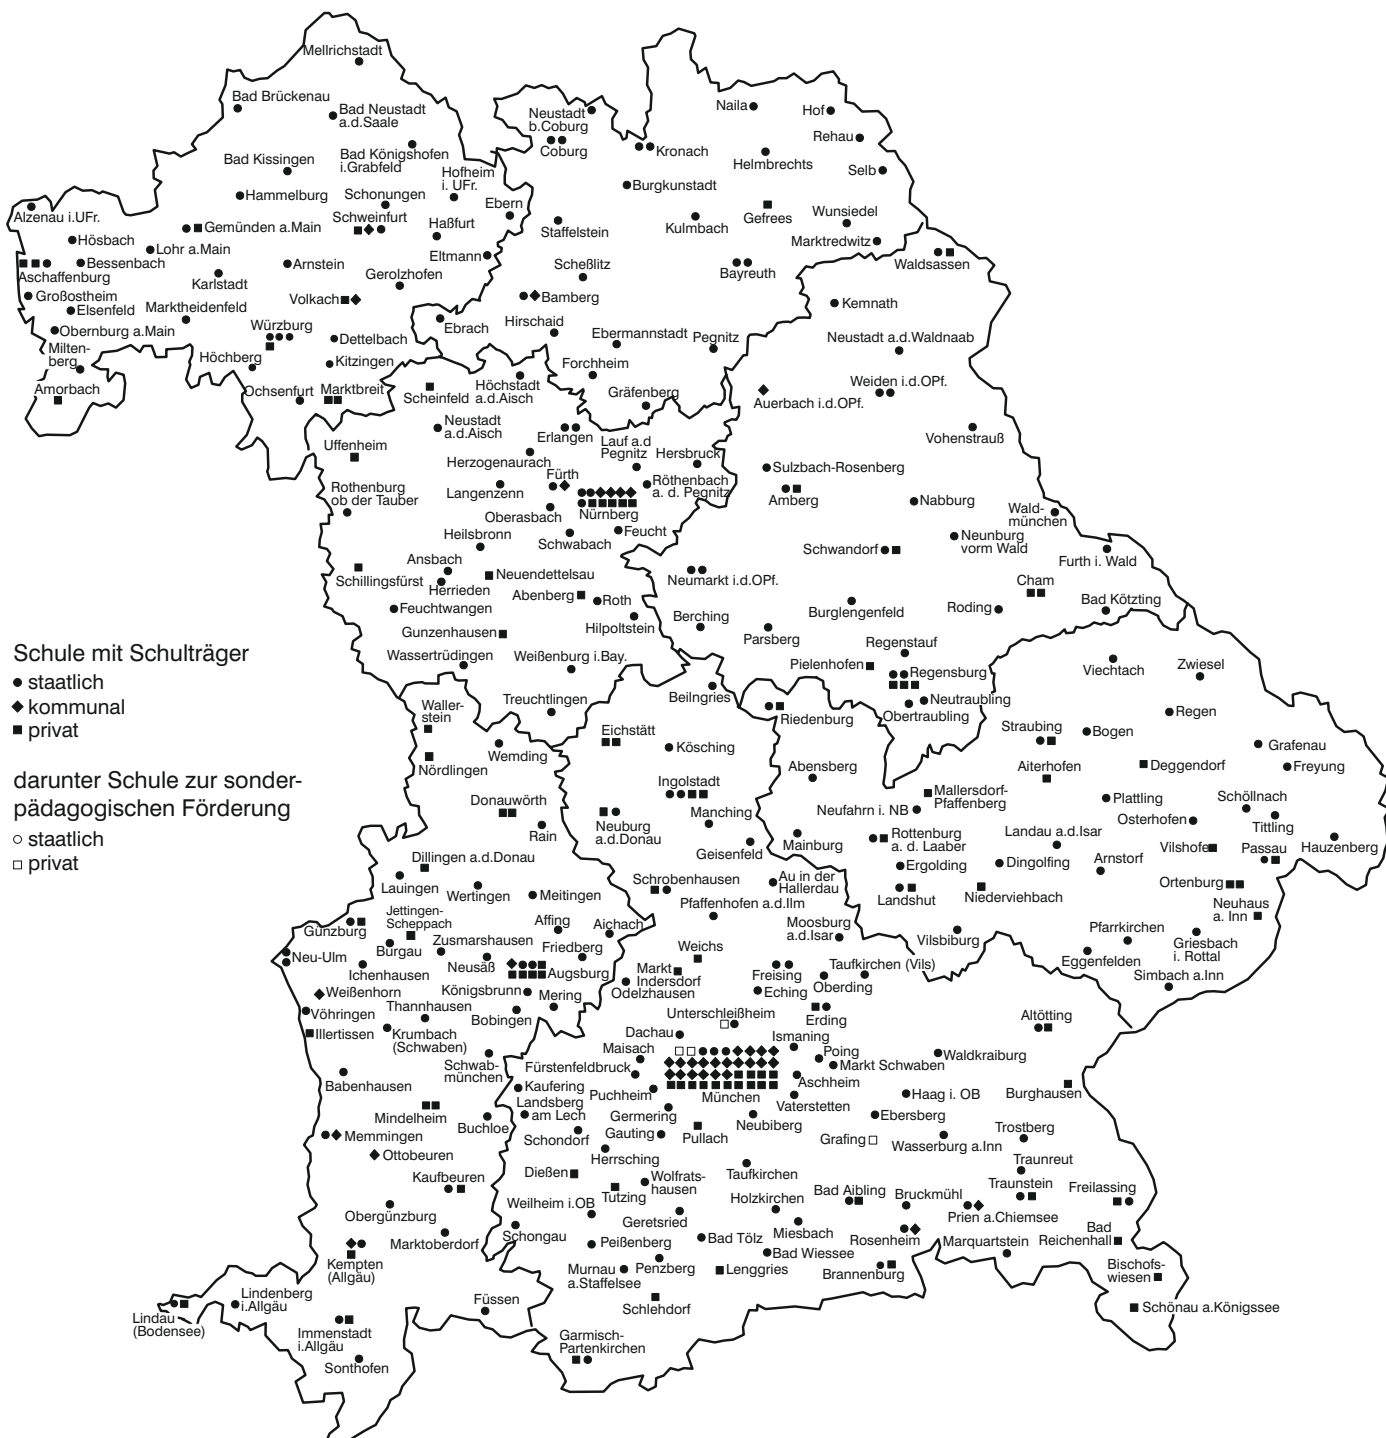 Mellrichstadt
Bad Brückenau
Bad Neustadt
a.d.Saale
Bad Königshofen
i.Grabfeld
Bad Kissingen
Hammelburg
Schonungen
Hofheim
i. UFr.
Ebern
Schweinfurt
Haßfurt
Eltmann
Alzenau i.UFr.
Hösbach
Gemünden a.Main
Lohr a.Main
Bessenbach
Aschaffenburg
Karlstadt
Arnstein
Gerolzhofen
Großostheim
Elsenfeld
Marktheidenfeld
Volkach
Obernburg a.Main
Würzburg
Dettelbach
Milten-
berg
Höchberg
Kitzingen
Amorbach
Ochsenfurt
Marktbreit
Neustadt
b.Coburg
Coburg
Kronach
Naila
Hof
Rehau
Helmbrechts
Selb
Burgkunstadt
Gefrees
Wunsiedel
Staffelstein
Kulmbach
Marktredwitz
Scheßlitz
Bayreuth
Bamberg
Ebrach
Hirschaid
Ebermannstadt
Pegnitz
Forchheim
Gräfenberg
Waldsassen
Kemnath
Neustadt a.d.Waldnaab
Weiden i.d.OPf.
Auerbach i.d.OPf.
Vohenstrauß
Sulzbach-Rosenberg
Amberg
Nabburg
Wald-
münchen
Neunburg
vorm Wald
Schwandorf
Furth i. Wald
Neumarkt i.d.OPf.
Cham
Burglengenfeld
Roding
Bad Kötzting
Berching
Parsberg
Regenstauf
Pielenhofen
Regensburg
Neutraubling
Obertraubling
Riedenburg
Scheinfeld
Höchstadt
a.d.Aisch
Neustadt
a.d.Aisch
Erlangen
Lauf a.d
Pegnitz
Hersbruck
Uffenheim
Herzogenaurach
Fürth
Röthenbach
a. d. Pegnitz
Rothenburg
ob der Tauber
Langenzenn
Nürnberg
Oberasbach
Feucht
Heilsbronn
Schwabach
Ansbach
Neuendettelsau
Schillingsfürst
Herrieden
Abenberg
Roth
Feuchtwangen
Hilpoltstein
Gunzenhausen
Wassertrüdingen
Weißenburg i.Bay.
Treuchtlingen
Schule mit Schulträger
staatlich
kommunal
privat
darunter Schule zur sonder-
pädagogischen Förderung
staatlich
privat
Viechtach
Zwiesel
Regen
Straubing
Bogen
Grafenau
Abensberg
Aiterhofen
Deggendorf
Freyung
Mallersdorf-
Pfaffenberg
Plattling
Schöllnach
Neufahrn i. NB
Osterhofen
Tittling
Mainburg
Rottenburg
a. d. Laaber
Landau a.d.Isar
Vilshofen
Passau
Hauzenberg
Ergolding
Dingolfing
Arnstorf
Landshut
Niederviehbach
Ortenburg
Neuhaus
a. Inn
Vilsbiburg
Pfarrkirchen
Griesbach
i. Rottal
Eggenfelden
Simbach a.Inn
Waller-
stein
Wemding
Nördlingen
Donauwörth
Rain
Dillingen a.d.Donau
Lauingen
Wertingen
Meitingen
Jettingen-
Scheppach
Günzburg
Affing
Aichach
Burgau
Zusmarshausen
Friedberg
Neu-Ulm
Ichenhausen
Neusäß
Augsburg
Weißenhorn
Königsbrunn
Mering
Vöhringen
Thannhausen
Bobingen
Illertissen
Krumbach
(Schwaben)
Schwab-
münchen
Babenhausen
Mindelheim
Buchloe
Memmingen
Ottobeuren
Kaufbeuren
Obergünzburg
Marktoberdorf
Kempten
(Allgäu)
Füssen
Lindau
(Bodensee)
Lindenberg
i.Allgäu
Immenstadt
i.Allgäu
Sonthofen
Beilngries
Eichstätt
Kösching
Ingolstadt
Neuburg
a.d.Donau
Manching
Geisenfeld
Schrobenhausen
Au in der
Hallerdau
Pfaffenhofen a.d.Ilm
Moosburg
a.d.Isar
Weichs
Markt
Indersdorf
Freising
Taufkirchen (Vils)
Odelzhausen
Eching
Oberding
Unterschleißheim
Erding
Altötting
Dachau
Ismaning
Maisach
Poing
Waldkraiburg
Fürstenfeldbruck
Markt Schwaben
Aschheim
Kaufering
Puchheim
München
Haag i. OB
Burghausen
Landsberg
am Lech
Germering
Vaterstetten
Neubiberg
Ebersberg
Schondorf
Gauting
Pullach
Grafing
Wasserburg a.Inn
Trostberg
Herrsching
Dießen
Taufkirchen
Traunreut
Tutzing
Wolfrats-
hausen
Traunstein
Freilassing
Weilheim i.OB
Holzkirchen
Bad Aibling
Bruckmühl
Geretsried
Prien a.Chiemsee
Schongau
Miesbach
Bad
Reichenhall
Peißenberg
Bad Tölz
Rosenheim
Marquartstein
Bad Wiessee
Murnau
a.Staffelsee
Penzberg
Lenggries
Brannenburg
Bischofs-
wiesen
Schlehdorf
Schönau a.Königssee
Garmisch-
Partenkirchen